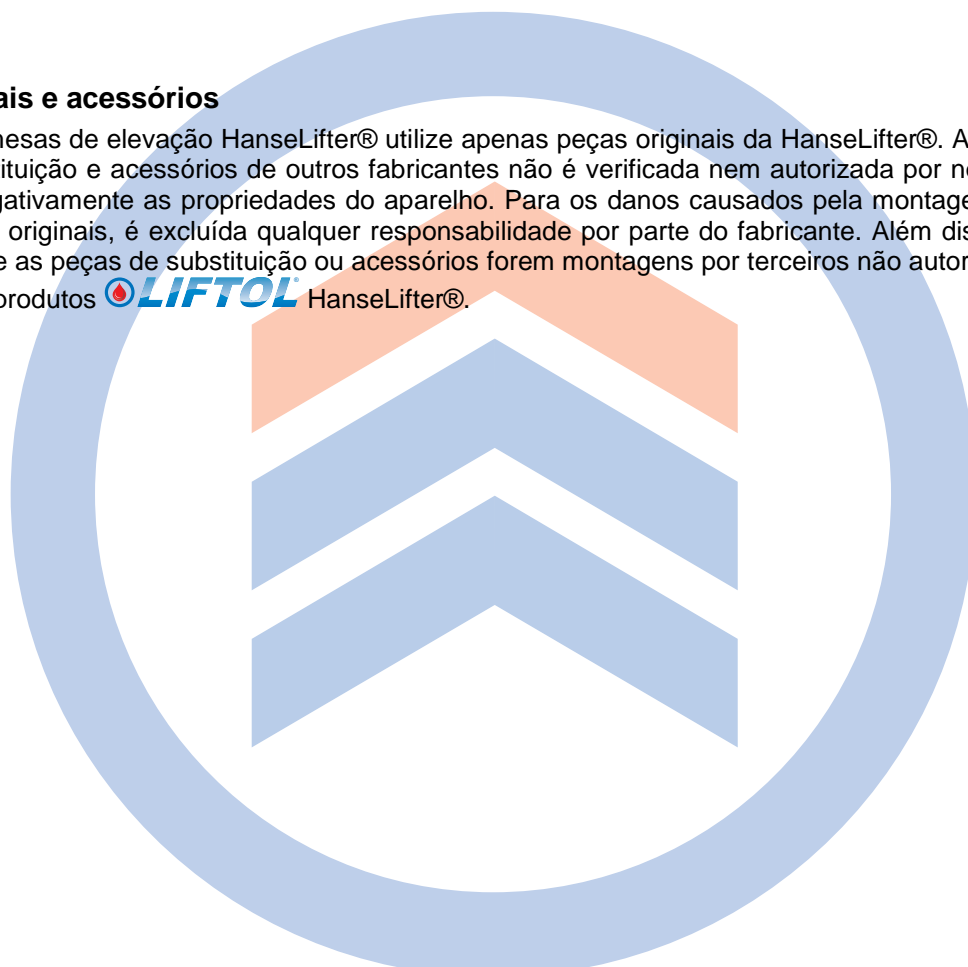 ais e acessórios
nesas de elevação HanseLifter® utilize apenas peças originais da HanseLifter®. A
ituição e acessórios de outros fabricantes não é verificada nem autorizada por n
gativamente as propriedades do aparelho. Para os danos causados pela montage
originais, é excluída qualquer responsabilidade por parte do fabricante. Além dis
e as peças de substituição ou acessórios forem montagens por terceiros não autor
produtos LIFTOL HanseLifter®.